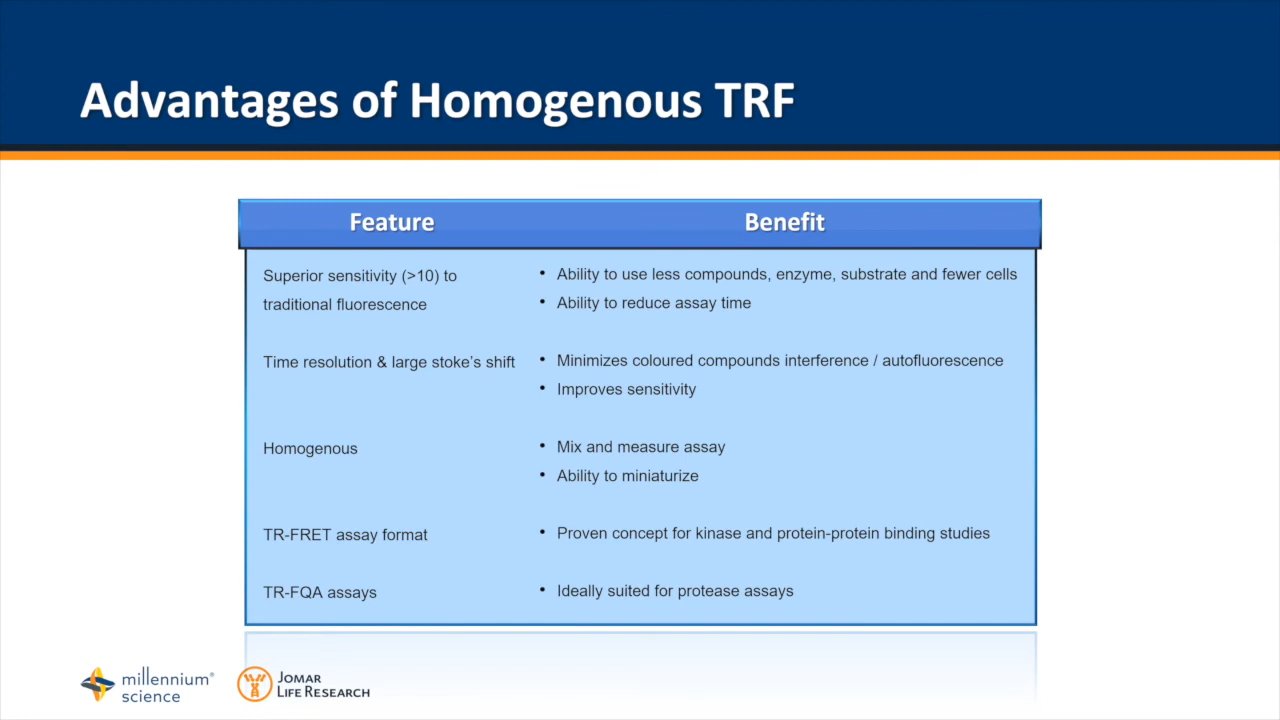 Advantages of Homogenous TRF
Feature
Benefit
Superior sensitivity (>10) to
traditional fluorescence
• Ability to use less compounds, enzyme, substrate and fewer cells
• Ability to reduce assay time
Time resolution & large stoke's shift
• Minimizes coloured compounds interference / autofluorescence
• Improves sensitivity
Homogenous
• Mix and measure assay
• Ability to miniaturize
TR-FRET assay format
• Proven concept for kinase and protein-protein binding studies
TR-FQA assays
• Ideally suited for protease assays
millennium®
science
JOMAR
LIFE RESEARCH